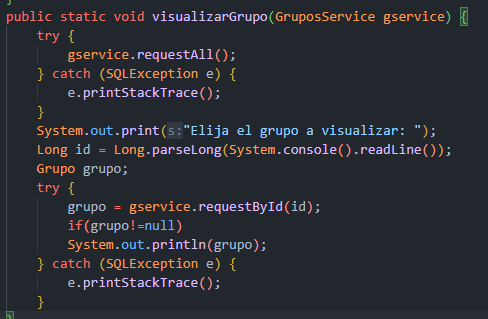 }
public static void visualizarGrupo(GruposService gservice) {
    try {
        gservice.requestAll();
    } catch (SQLException e) {
        e.printStackTrace();
    }
    System.out.print(s:"Elija el grupo a visualizar: ");
    Long id = Long.parseLong(System.console().readLine());
    Grupo grupo;
    try {
        grupo = gservice.requestById(id);
        if(grupo!=null)
        System.out.println(grupo);
    } catch (SQLException e) {
        e.printStackTrace();
    }
}